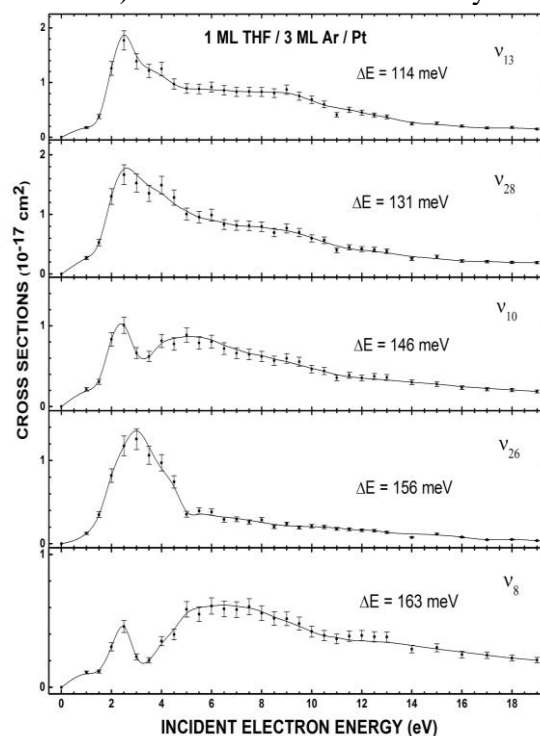 1 ML THF / 3 ML Ar / Pt
ν13
ΔE = 114 meV
2
1
0
ν28
ΔE = 131 meV
2
1
0
ν10
ΔE = 146 meV
1
0
ν26
ΔE = 156 meV
1
0
ν8
ΔE = 163 meV
1
0
0 2 4 6 8 10 12 14 16 18
CROSS SECTIONS (10-17 cm2)
INCIDENT ELECTRON ENERGY (eV)